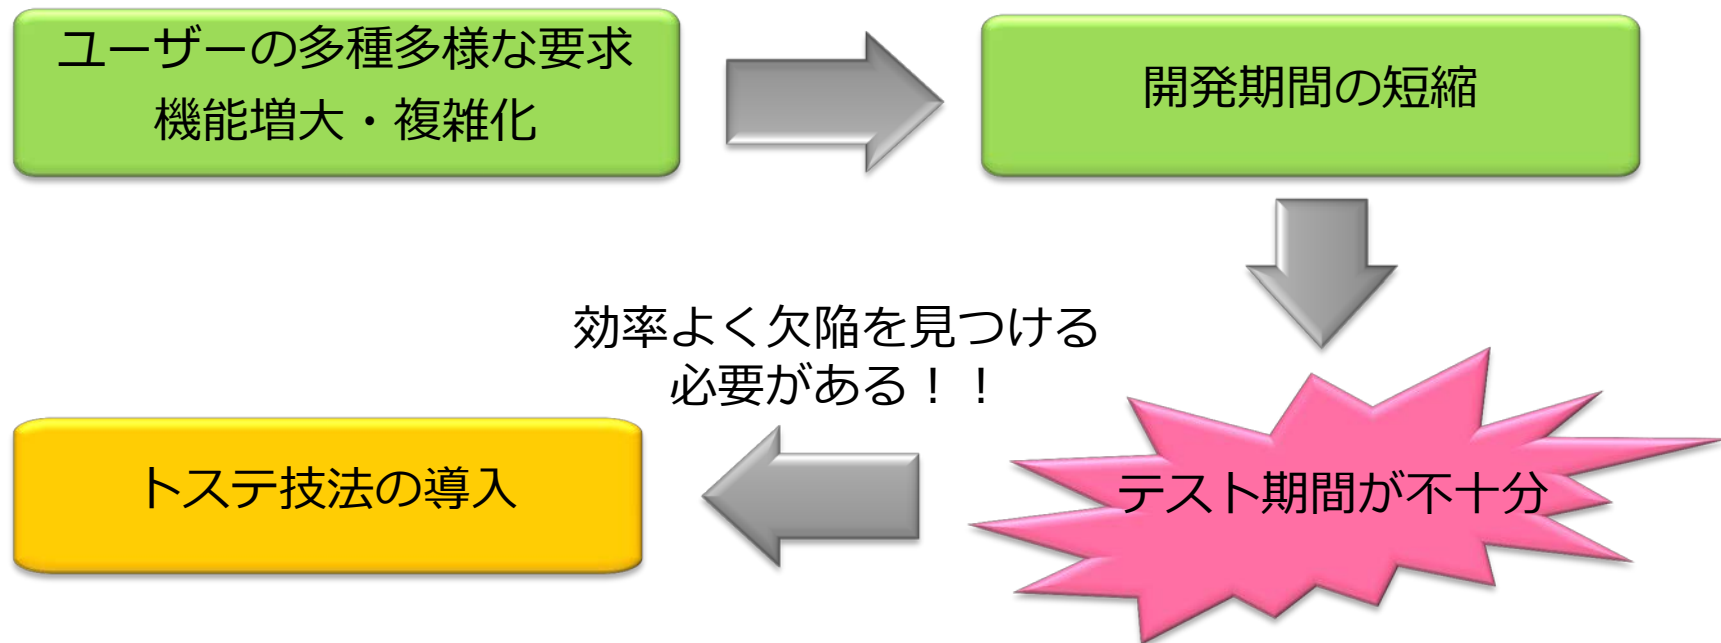 ユーザーの多種多様な要求
機能増大・複雑化
開発期間の短縮
効率よく欠陥を見つける
必要がある！！
トステ技法の導入
テスト期間が不十分